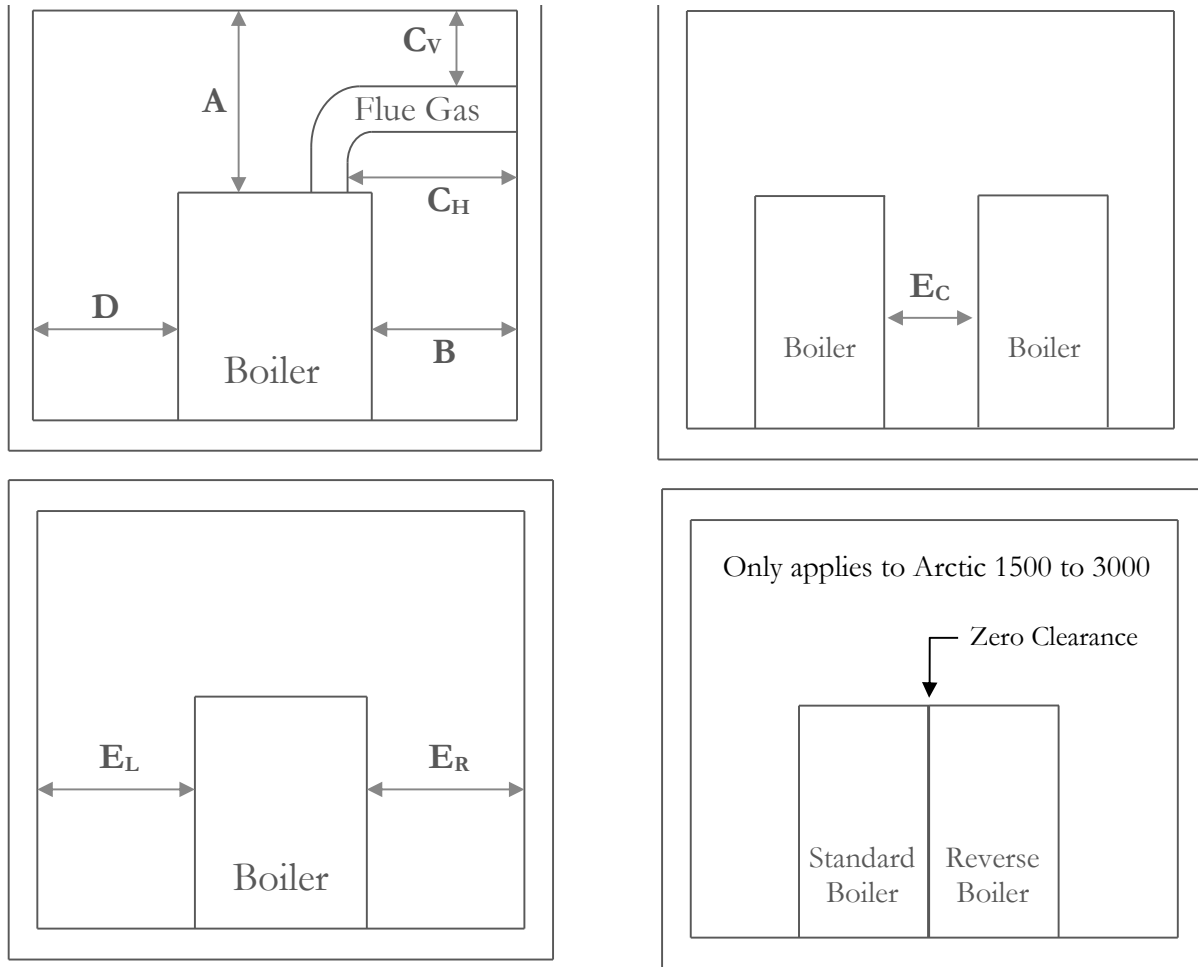 A
CV
Flue Gas
CH
D
B
Boiler
EC
Boiler
Boiler
EL
ER
Boiler
Only applies to Arctic 1500 to 3000
Zero Clearance
Standard
Boiler
Reverse
Boiler